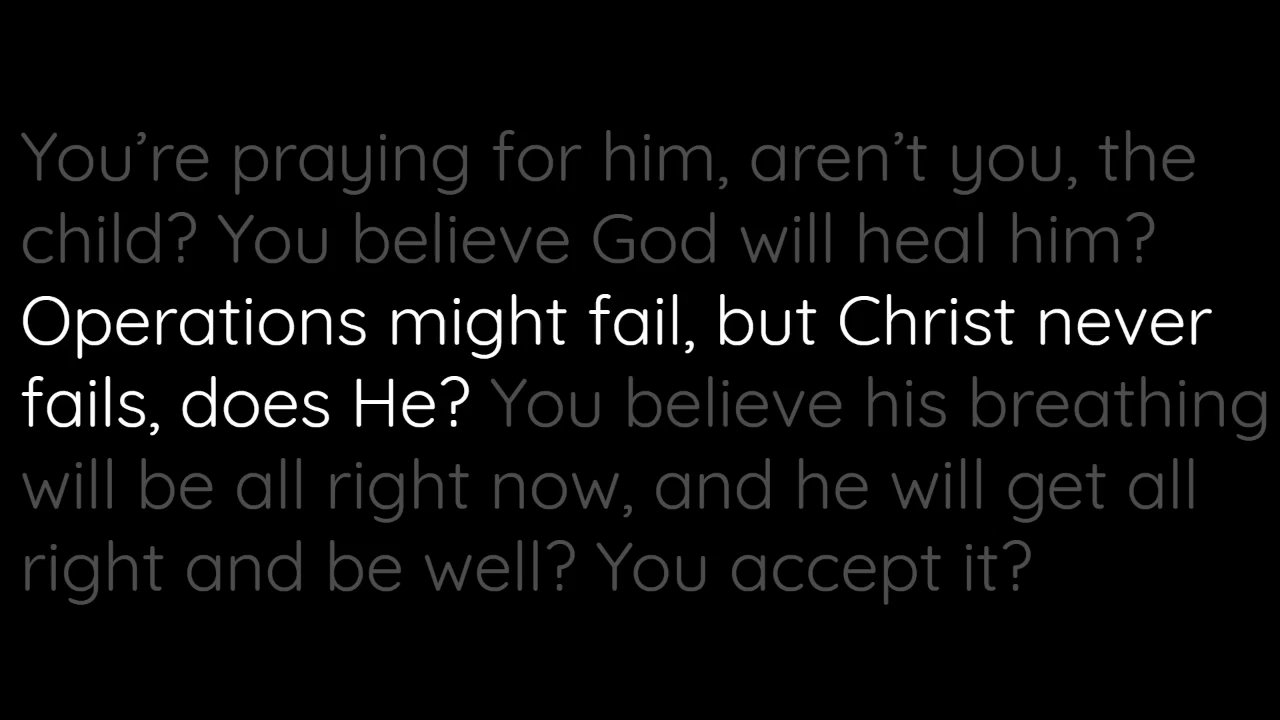 You’re praying for him, aren’t you, the
child? You believe God will heal him?
Operations might fail, but Christ never
fails, does He? You believe his breathing
will be all right now, and he will get all
right and be well? You accept it?